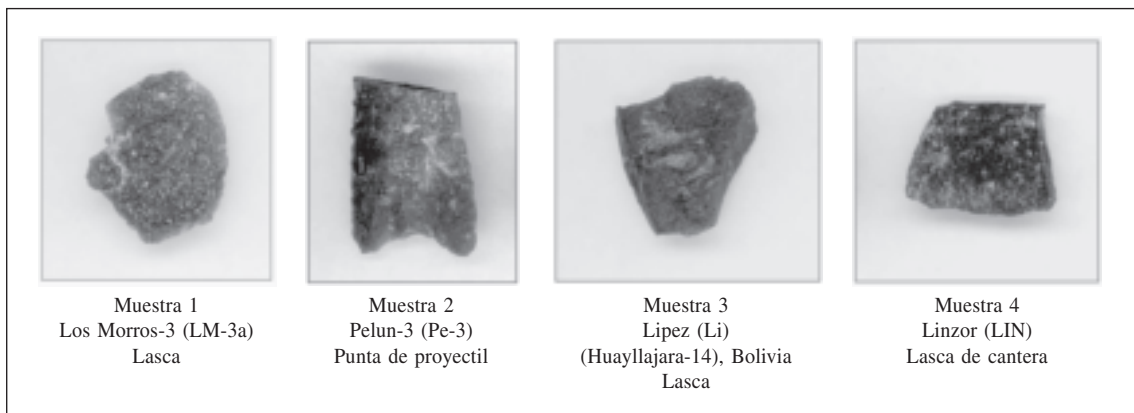 Muestra 1
Los Morros-3 (LM-3a)
Lasca
Muestra 2
Pelun-3 (Pe-3)
Punta de proyectil
Muestra 3
Lipez (Li)
(Huayllajara-14), Bolivia
Lasca
Muestra 4
Linzor (LIN)
Lasca de cantera